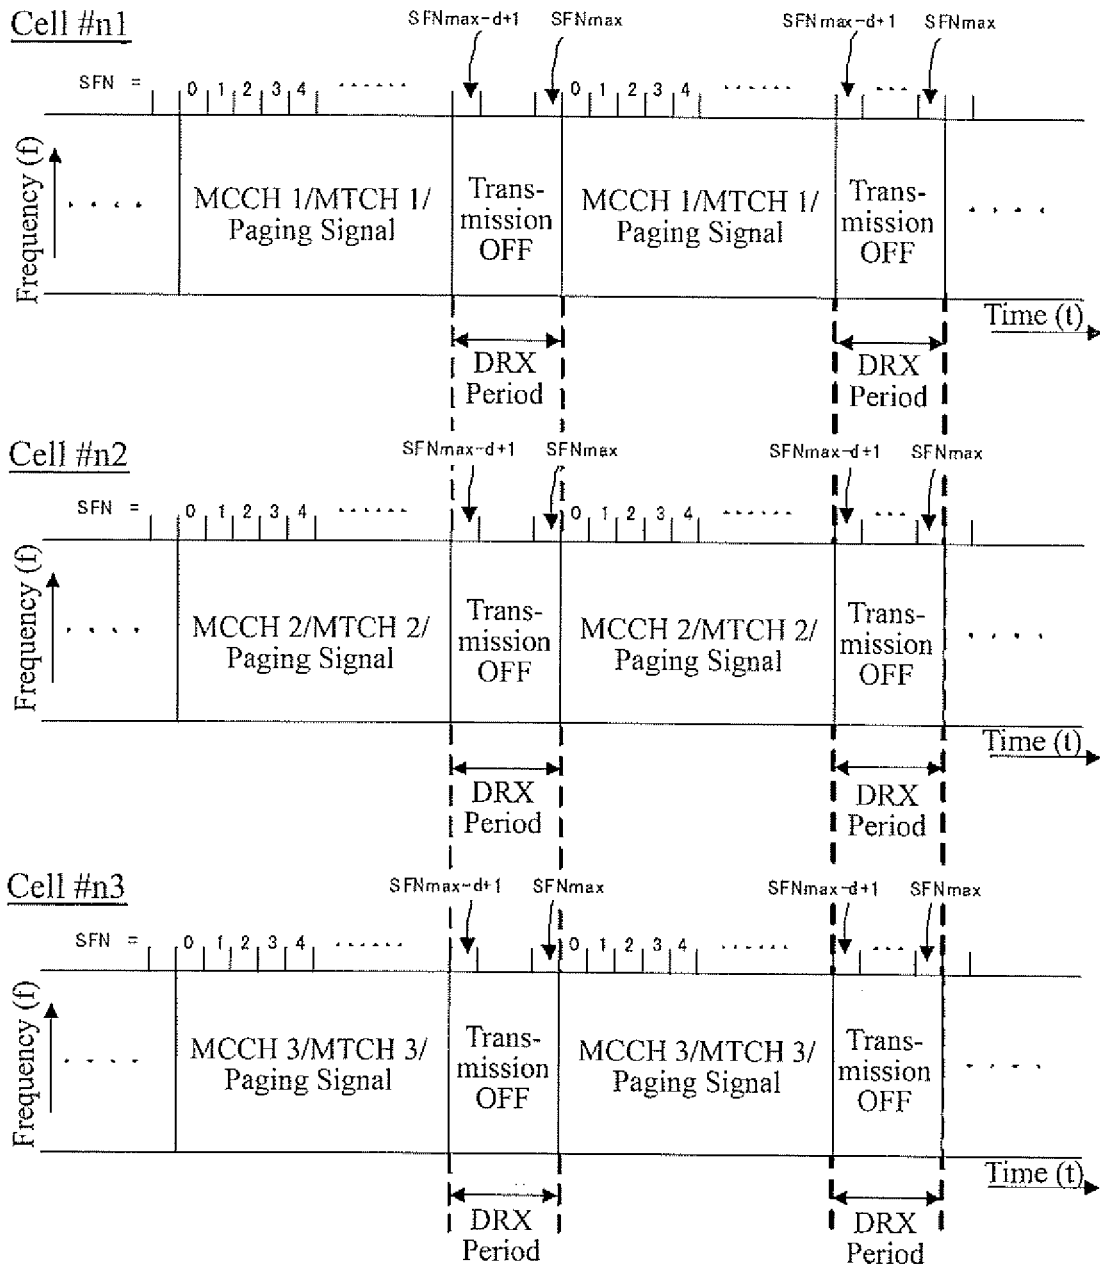 Cell #n1
SFNmax-d+1 SFNmax SFNmax-d+1 SFNmax
SFN = 0 1 2 3 4 ...... 0 1 2 3 4 ...... ...
Frequency (f)
.... MCCH 1/MTCH 1/ Trans- MCCH 1/MTCH 1/ Trans- ....
Paging Signal mission Paging Signal mission
OFF OFF
Time (t)
DRX DRX
Period Period
Cell #n2
SFNmax-d+1 SFNmax SFNmax-d+1 SFNmax
SFN = 0 1 2 3 4 ...... 0 1 2 3 4 ...... ...
Frequency (f)
.... MCCH 2/MTCH 2/ Trans- MCCH 2/MTCH 2/ Trans- ....
Paging Signal mission Paging Signal mission
OFF OFF
Time (t)
DRX DRX
Period Period
Cell #n3
SFNmax-d+1 SFNmax SFNmax-d+1 SFNmax
SFN = 0 1 2 3 4 ...... 0 1 2 3 4 ...... ...
Frequency (f)
.... MCCH 3/MTCH 3/ Trans- MCCH 3/MTCH 3/ Trans- ....
Paging Signal mission Paging Signal mission
OFF OFF
Time (t)
DRX DRX
Period Period